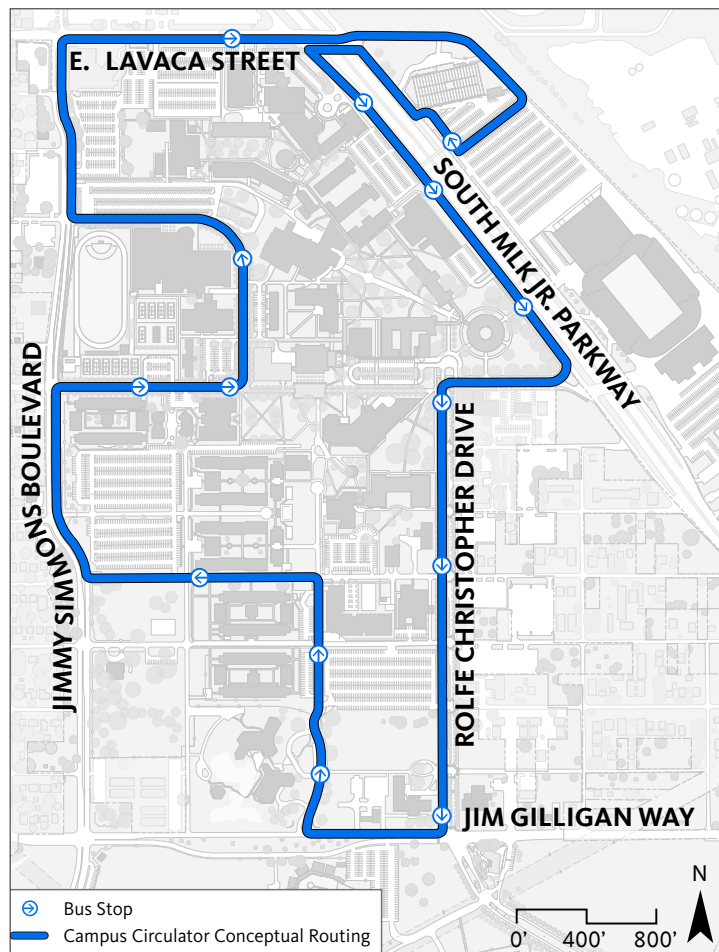 E. LAVACA STREET
SOUTH MLK JR. PARKWAY
JIMMY SIMMONS BOULEVARD
ROLFE CHRISTOPHER DRIVE
JIM GILLIGAN WAY
N
Bus Stop
Campus Circulator Conceptual Routing
0' 400' 800'